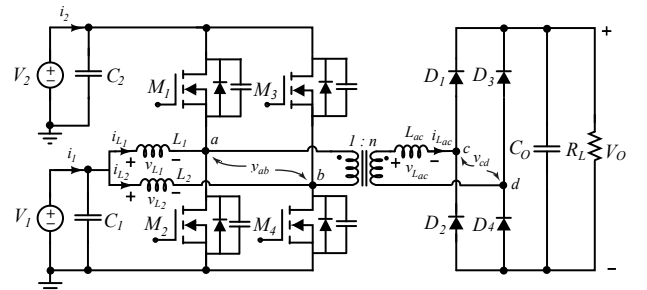 i2
+
V2 + − C2 M1 M3 D1 D3
1 : n Lac iLac
iL1 L1 a + vLac − c
i1 + vL1 − vab vcd CO RL VO
iL2 L2 b d
+ vL2 −
V1 + − C1 M2 M4 D2 D4
−